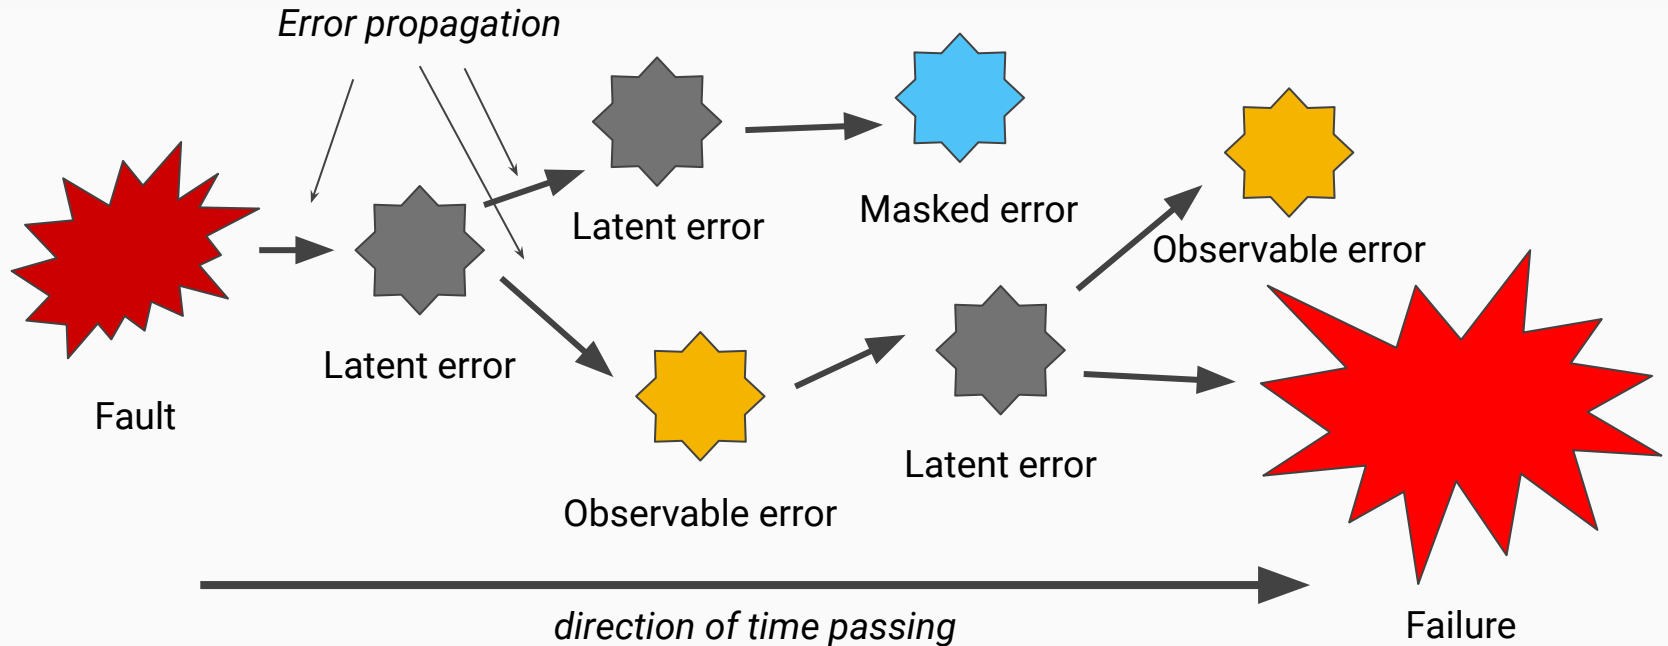 Error propagation
Latent error
Masked error
Observable error
Latent error
Fault
Latent error
Observable error
direction of time passing
Failure